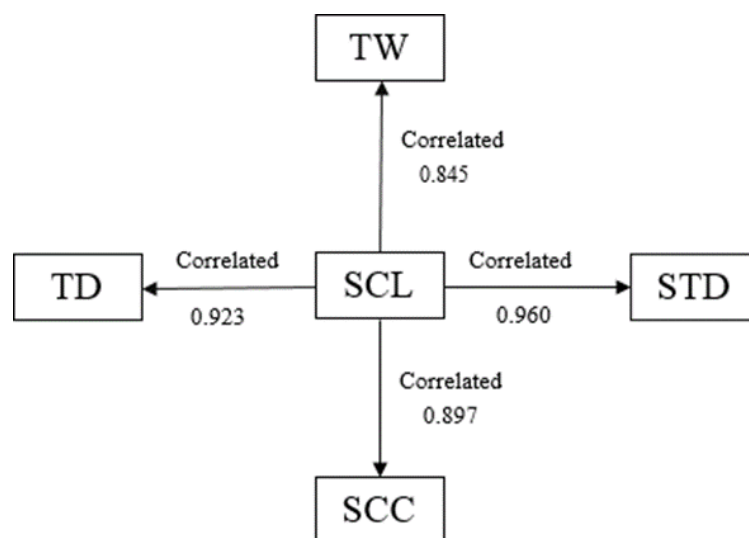 TW
Correlated
0.845
TD
Correlated
0.923
SCL
Correlated
0.960
STD
Correlated
0.897
SCC